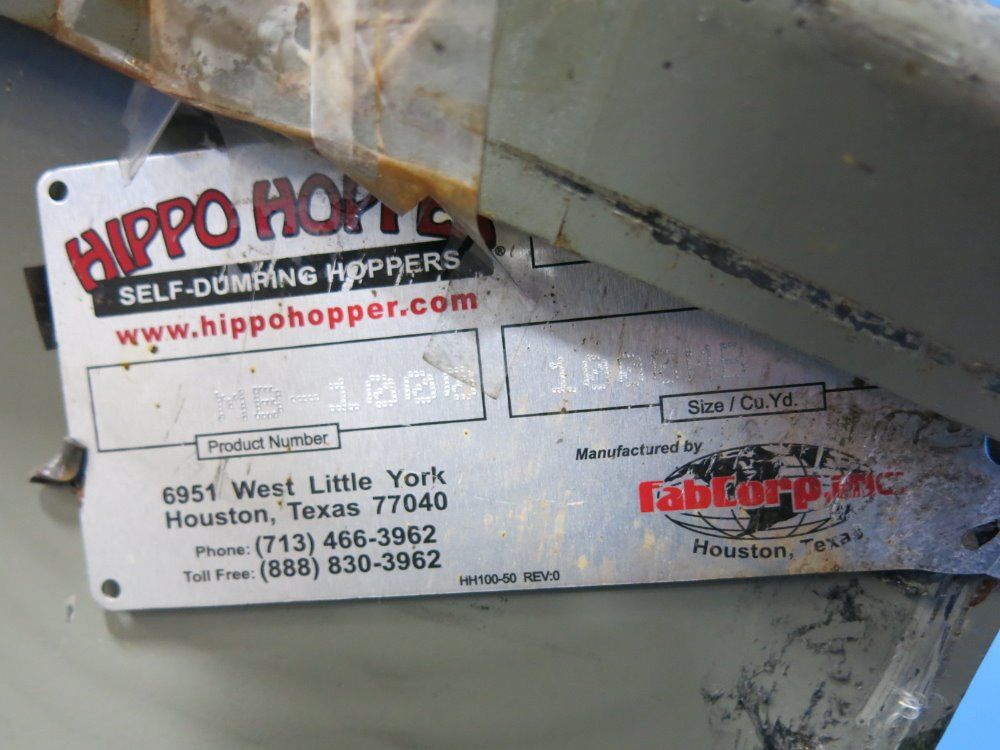 HIPPO HOPPER®
SELF-DUMPING HOPPERS
www.hippohopper.com
MB-1000
Product Number
1000MB
Size / Cu.Yd.
6951 West Little York
Houston, Texas 77040
Phone: (713) 466-3962
Toll Free: (888) 830-3962
HH100-50 REV:0
Manufactured by
fabCorp, INC.
Houston, Texas